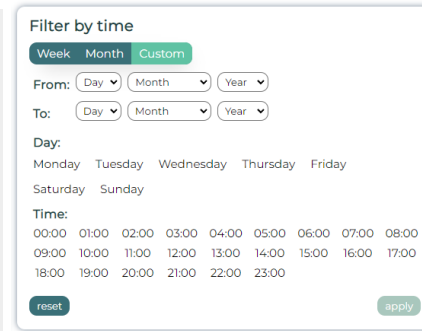 Filter by time
Week Month Custom
From: Day Month Year
To: Day Month Year
Day:
Monday Tuesday Wednesday Thursday Friday
Saturday Sunday
Time:
00:00 01:00 02:00 03:00 04:00 05:00 06:00 07:00 08:00
09:00 10:00 11:00 12:00 13:00 14:00 15:00 16:00 17:00
18:00 19:00 20:00 21:00 22:00 23:00
reset apply